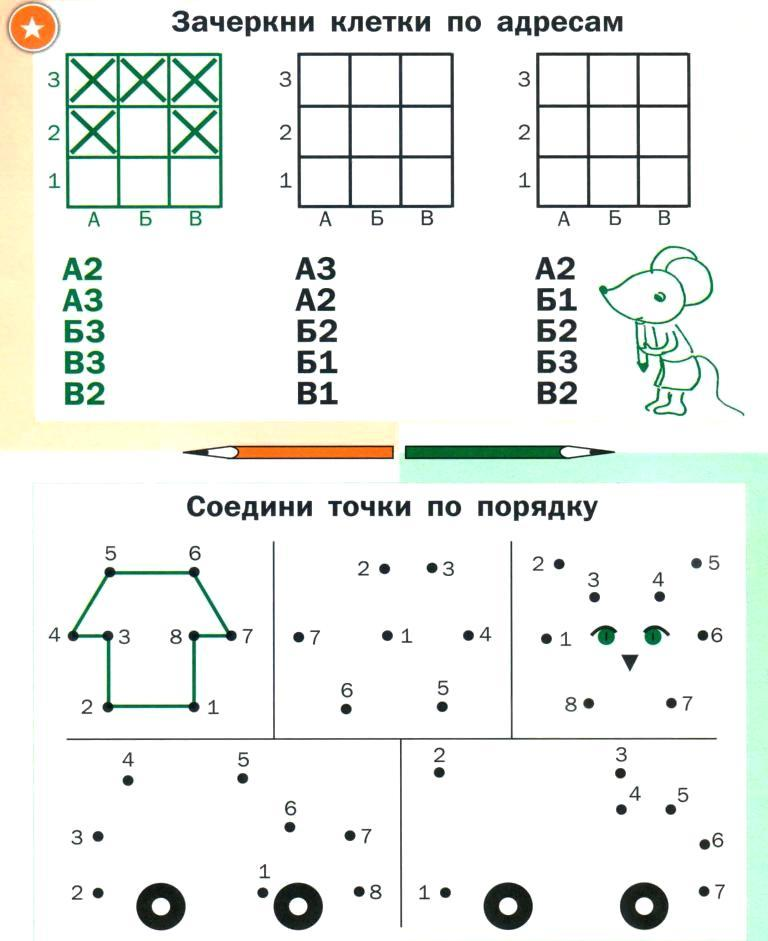 Зачеркни клетки по адресам
3
2
1
А Б В
3
2
1
А Б В
3
2
1
А Б В
А2
А3
Б3
В3
В2
А3
А2
Б2
Б1
В1
А2
Б1
Б2
Б3
В2
Соедини точки по порядку
5 6
4 3 8 7
2 1
2 3
7 1 4
6 5
2 5
3 4
1 6
8 7
4 5
6
3 7
1
2 8
2 3
4 5
6
1 7